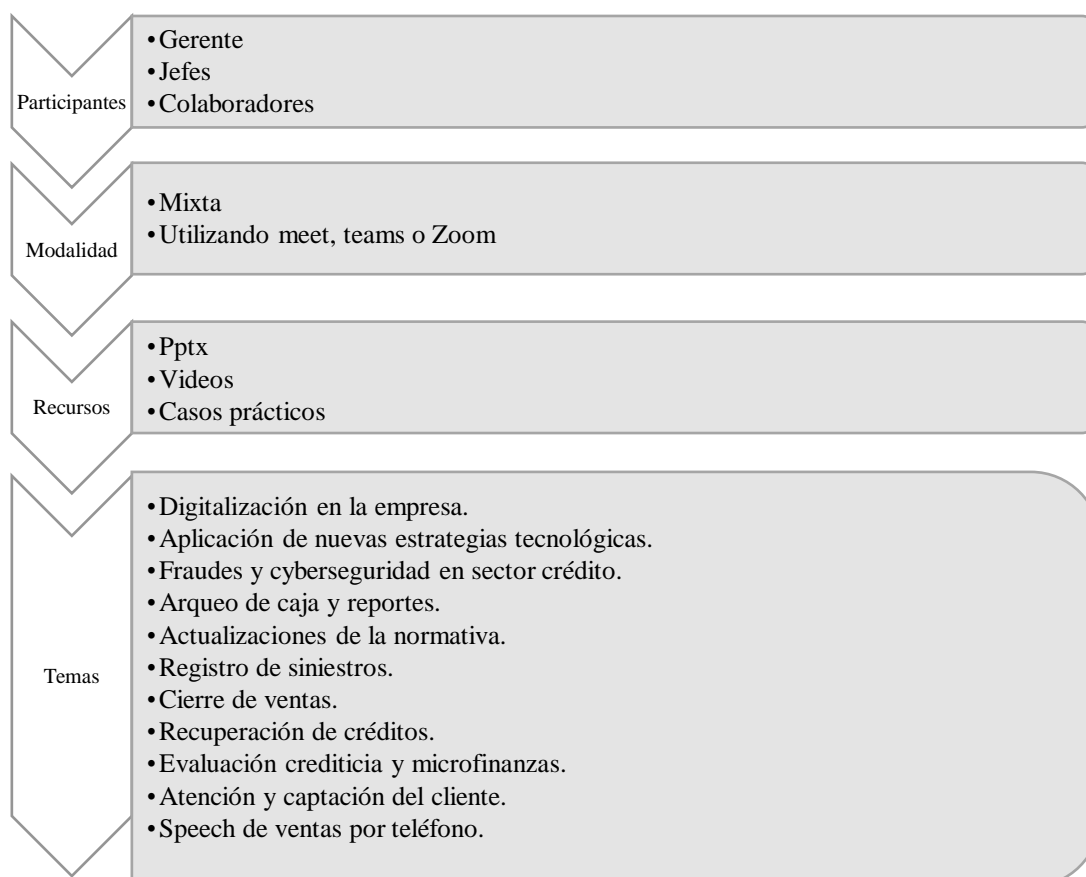 Participantes
•Gerente
•Jefes
•Colaboradores
Modalidad
•Mixta
•Utilizando meet, teams o Zoom
Recursos
•Pptx
•Videos
•Casos prácticos
Temas
•Digitalización en la empresa.
•Aplicación de nuevas estrategias tecnológicas.
•Fraudes y cyberseguridad en sector crédito.
•Arqueo de caja y reportes.
•Actualizaciones de la normativa.
•Registro de siniestros.
•Cierre de ventas.
•Recuperación de créditos.
•Evaluación crediticia y microfinanzas.
•Atención y captación del cliente.
•Speech de ventas por teléfono.